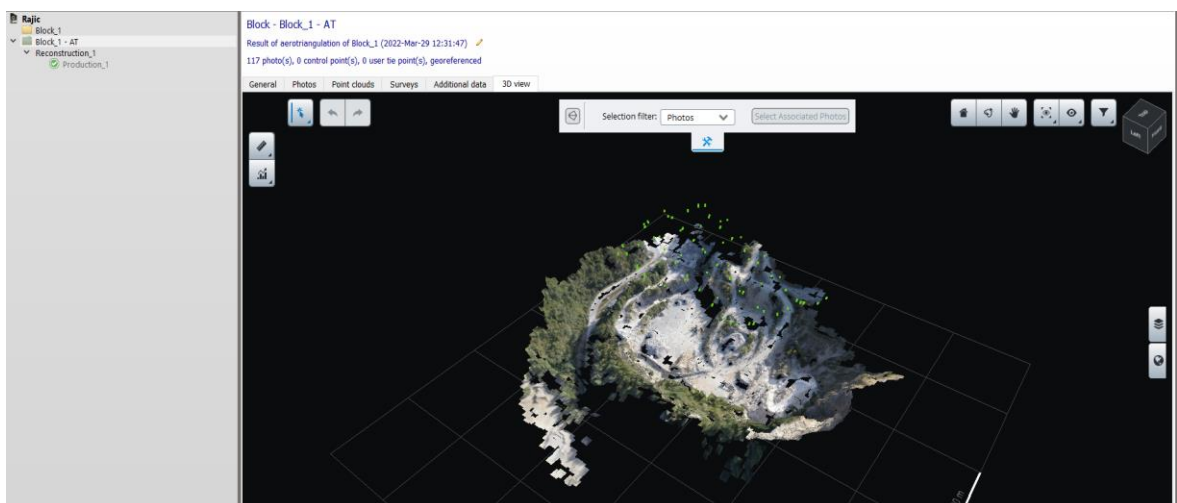 Rajic
Block_1
Block_1 - AT
Reconstruction_1
Production_1
Block - Block_1 - AT
Result of aerotriangulation of Block_1 (2022-Mar-29 12:31:47)
117 photo(s), 0 control point(s), 0 user tie point(s), georeferenced
General Photos Point clouds Surveys Additional data 3D view
Selection filter: Photos Select Associated Photos